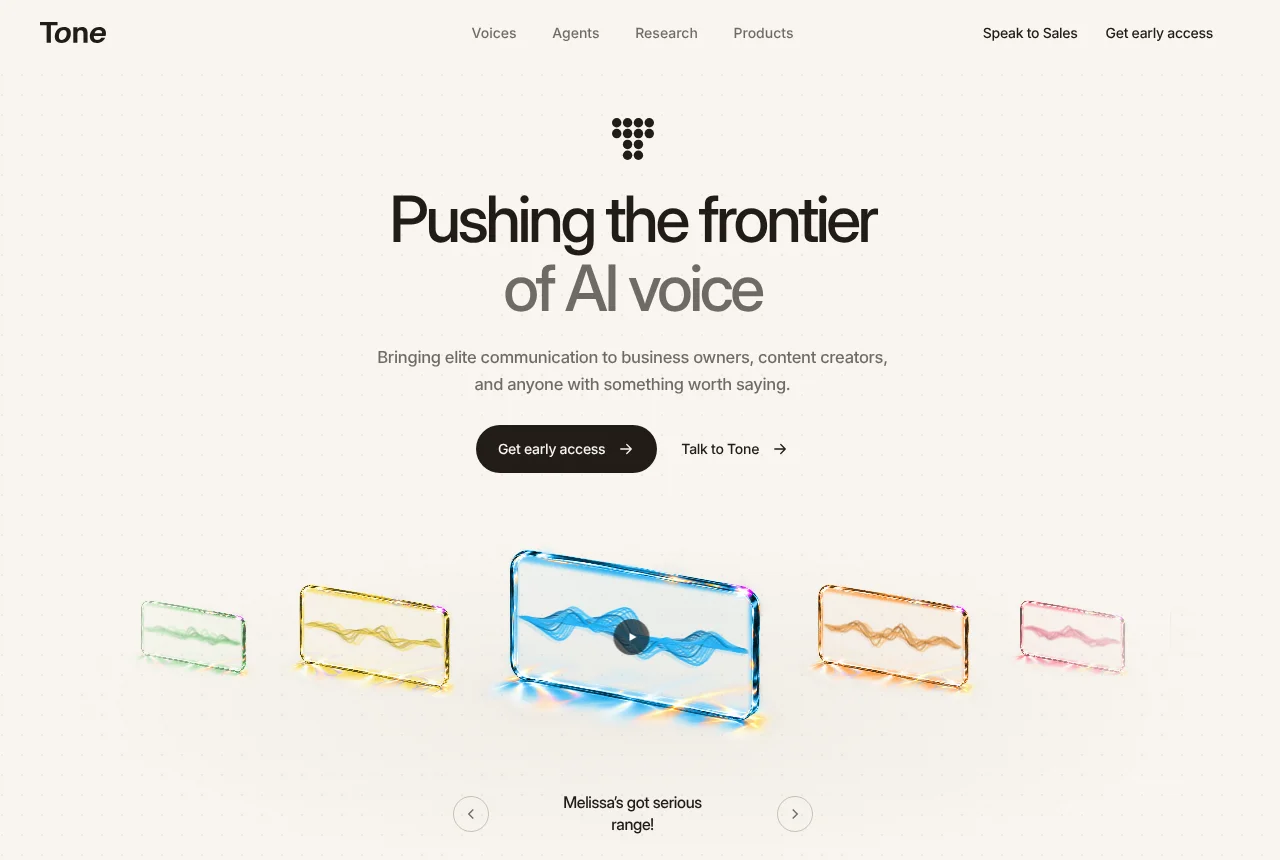 Tone
Voices
Agents
Research
Products
Speak to Sales
Get early access
Pushing the frontier
of AI voice
Bringing elite communication to business owners, content creators,
and anyone with something worth saying.
Get early access
Talk to Tone
Melissa's got serious
range!